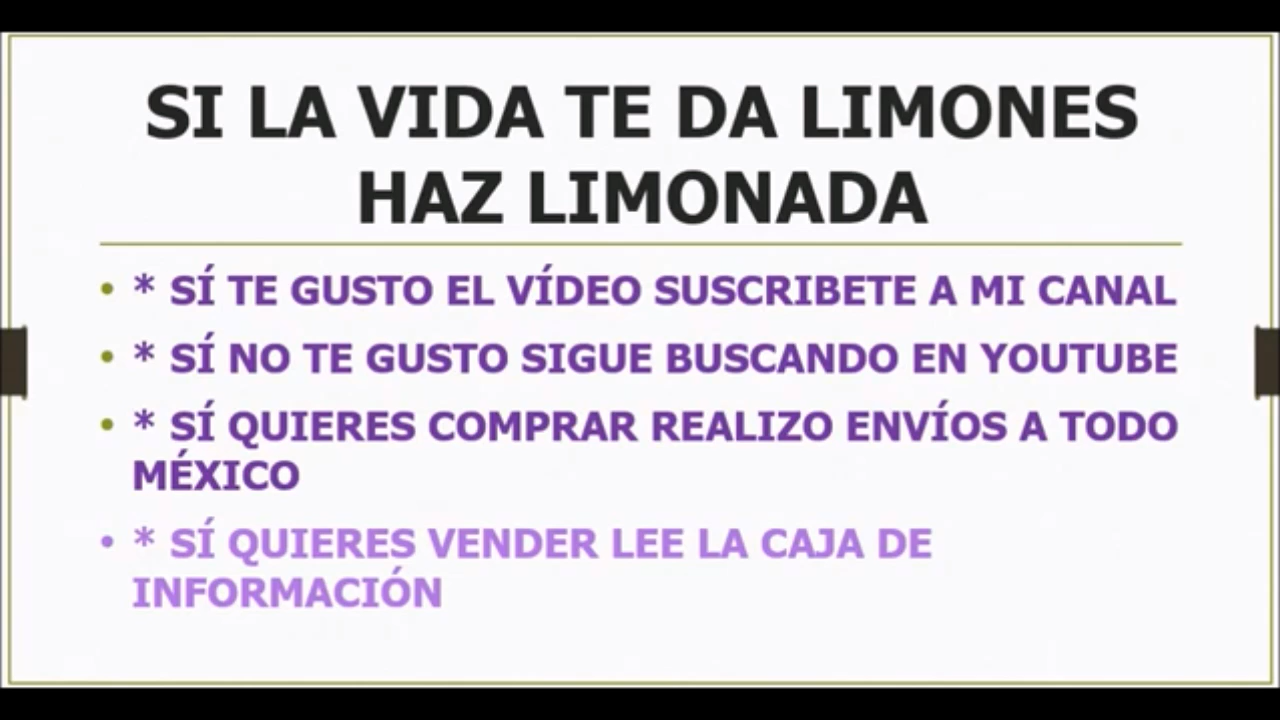 SI LA VIDA TE DA LIMONES
HAZ LIMONADA
• * SÍ TE GUSTO EL VÍDEO SUSCRIBETE A MI CANAL
• * SÍ NO TE GUSTO SIGUE BUSCANDO EN YOUTUBE
• * SÍ QUIERES COMPRAR REALIZO ENVÍOS A TODO
MÉXICO
• * SÍ QUIERES VENDER LEE LA CAJA DE
INFORMACIÓN